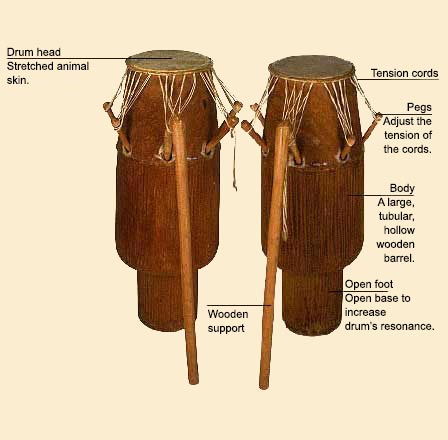 Drum head
Stretched animal
skin.
Tension cords
Pegs
Adjust the
tension of
the cords.
Body
A large,
tubular,
hollow
wooden
barrel.
Open foot
Open base to
increase
drum's resonance.
Wooden
support